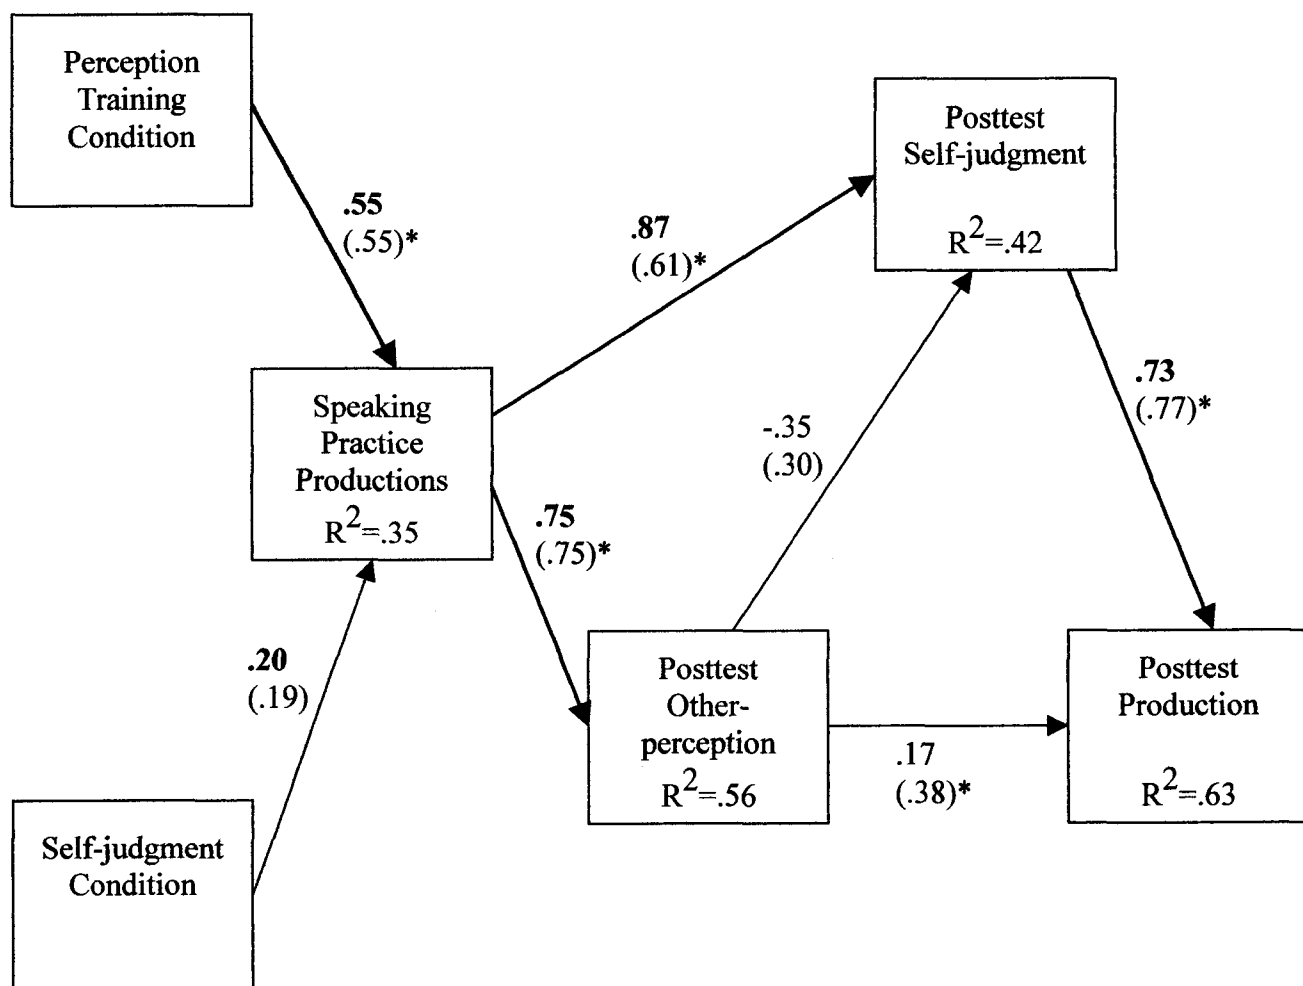 Perception
Training
Condition
.55
(.55)*
Speaking
Practice
Productions
R²=.35
.20
(.19)
Self-judgment
Condition
.87
(.61)*
.75
(.75)*
Posttest
Self-judgment
R²=.42
-.35
(.30)
Posttest
Other-
perception
R²=.56
.73
(.77)*
.17
(.38)*
Posttest
Production
R²=.63